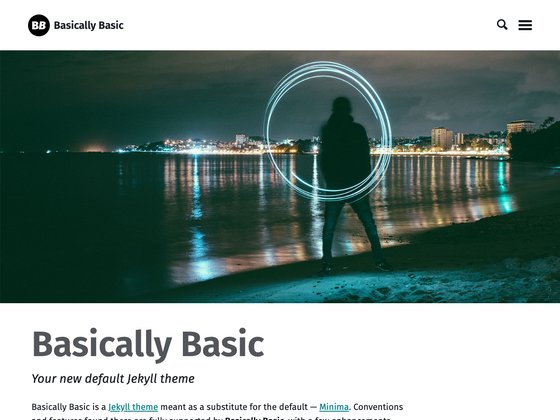 BB Basically Basic
Basically Basic
Your new default Jekyll theme
Basically Basic is a Jekyll theme meant as a substitute for the default — Minima. Conventions
and features found there are fully supported by Basically Basic, with a few enhancements